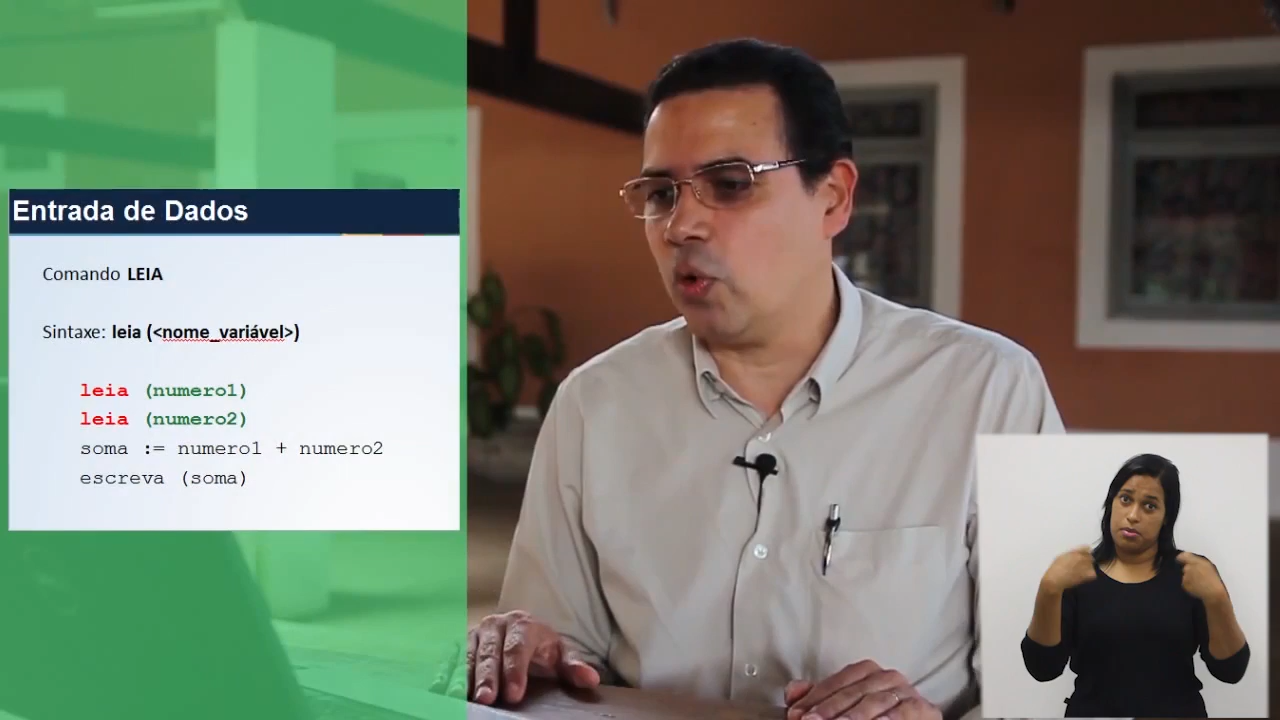 Entrada de Dados
Comando LEIA
Sintaxe: leia (<nome_variável>)
leia (numero1)
leia (numero2)
soma := numero1 + numero2
escreva (soma)